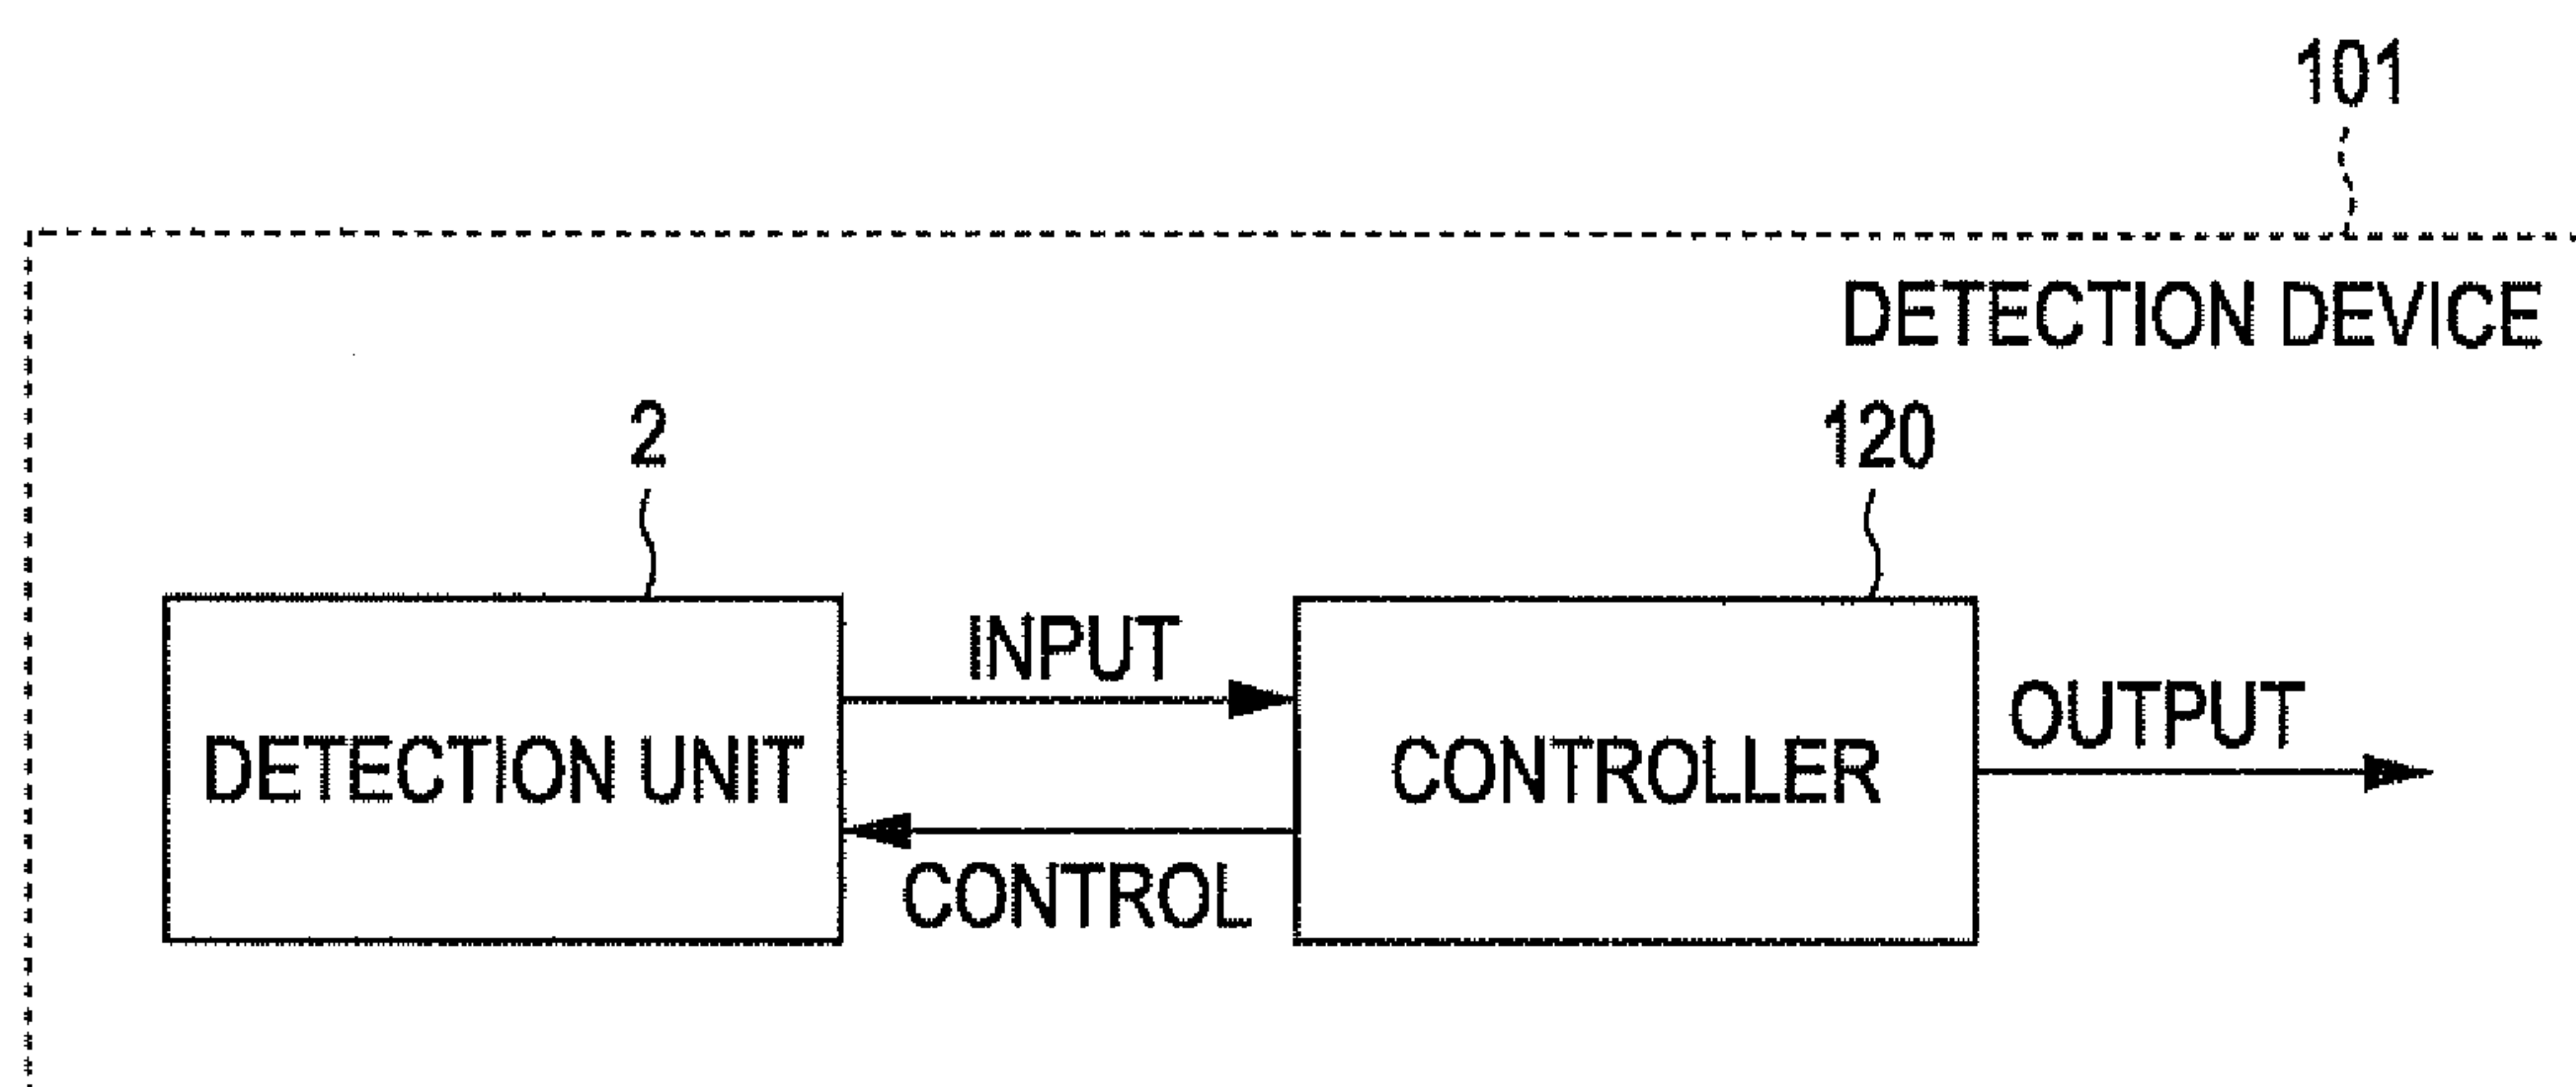 101
DETECTION DEVICE
2
120
INPUT
OUTPUT
DETECTION UNIT
CONTROLLER
CONTROL